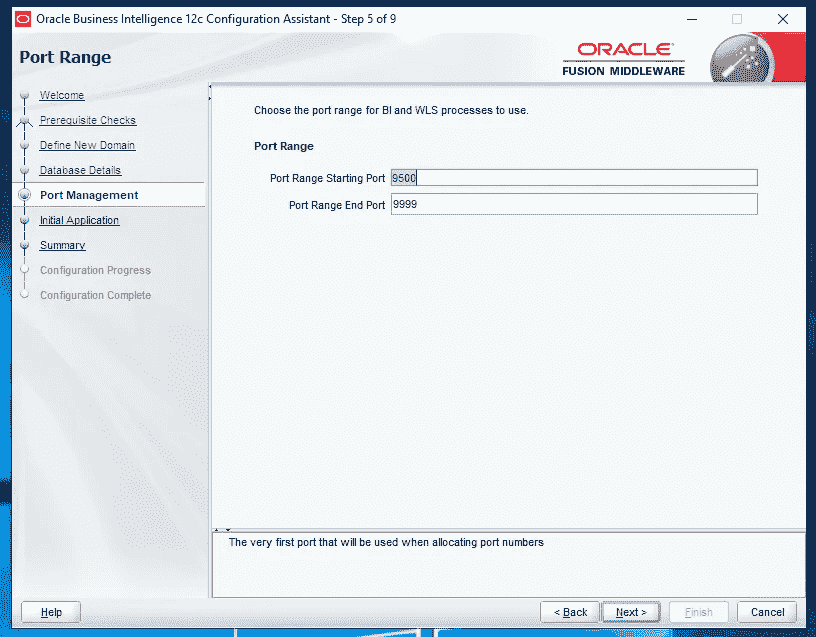 Oracle Business Intelligence 12c Configuration Assistant - Step 5 of 9
Port Range
ORACLE
FUSION MIDDLEWARE
Welcome
Prerequisite Checks
Define New Domain
Database Details
Port Management
Initial Application
Summary
Configuration Progress
Configuration Complete
Choose the port range for BI and WLS processes to use.
Port Range
Port Range Starting Port 9500
Port Range End Port 9999
The very first port that will be used when allocating port numbers
Help
< Back Next > Finish Cancel